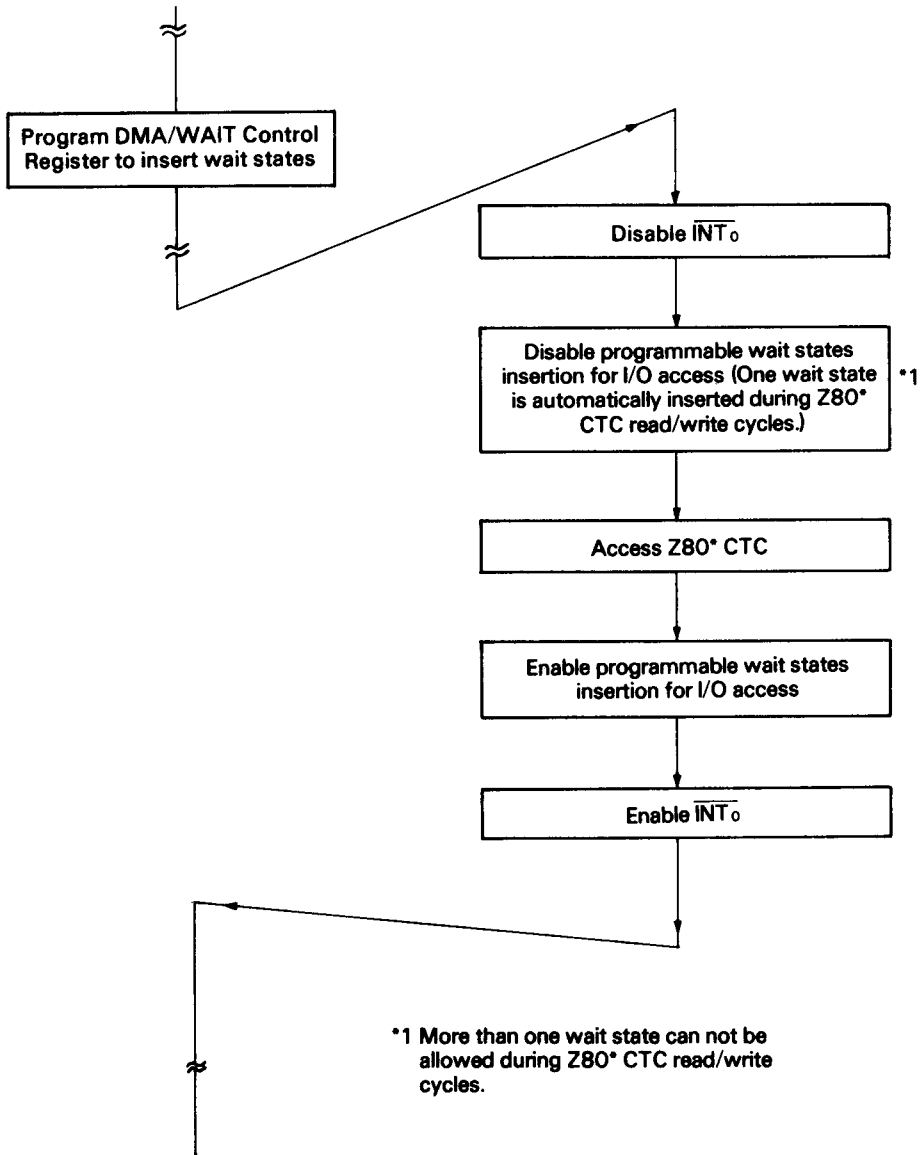 Program DMA/WAIT Control
Register to insert wait states
Disable I̅N̅T̅₀
Disable programmable wait states
insertion for I/O access (One wait state
is automatically inserted during Z80*
CTC read/write cycles.)
*1
Access Z80* CTC
Enable programmable wait states
insertion for I/O access
Enable I̅N̅T̅₀
*1 More than one wait state can not be
allowed during Z80* CTC read/write
cycles.